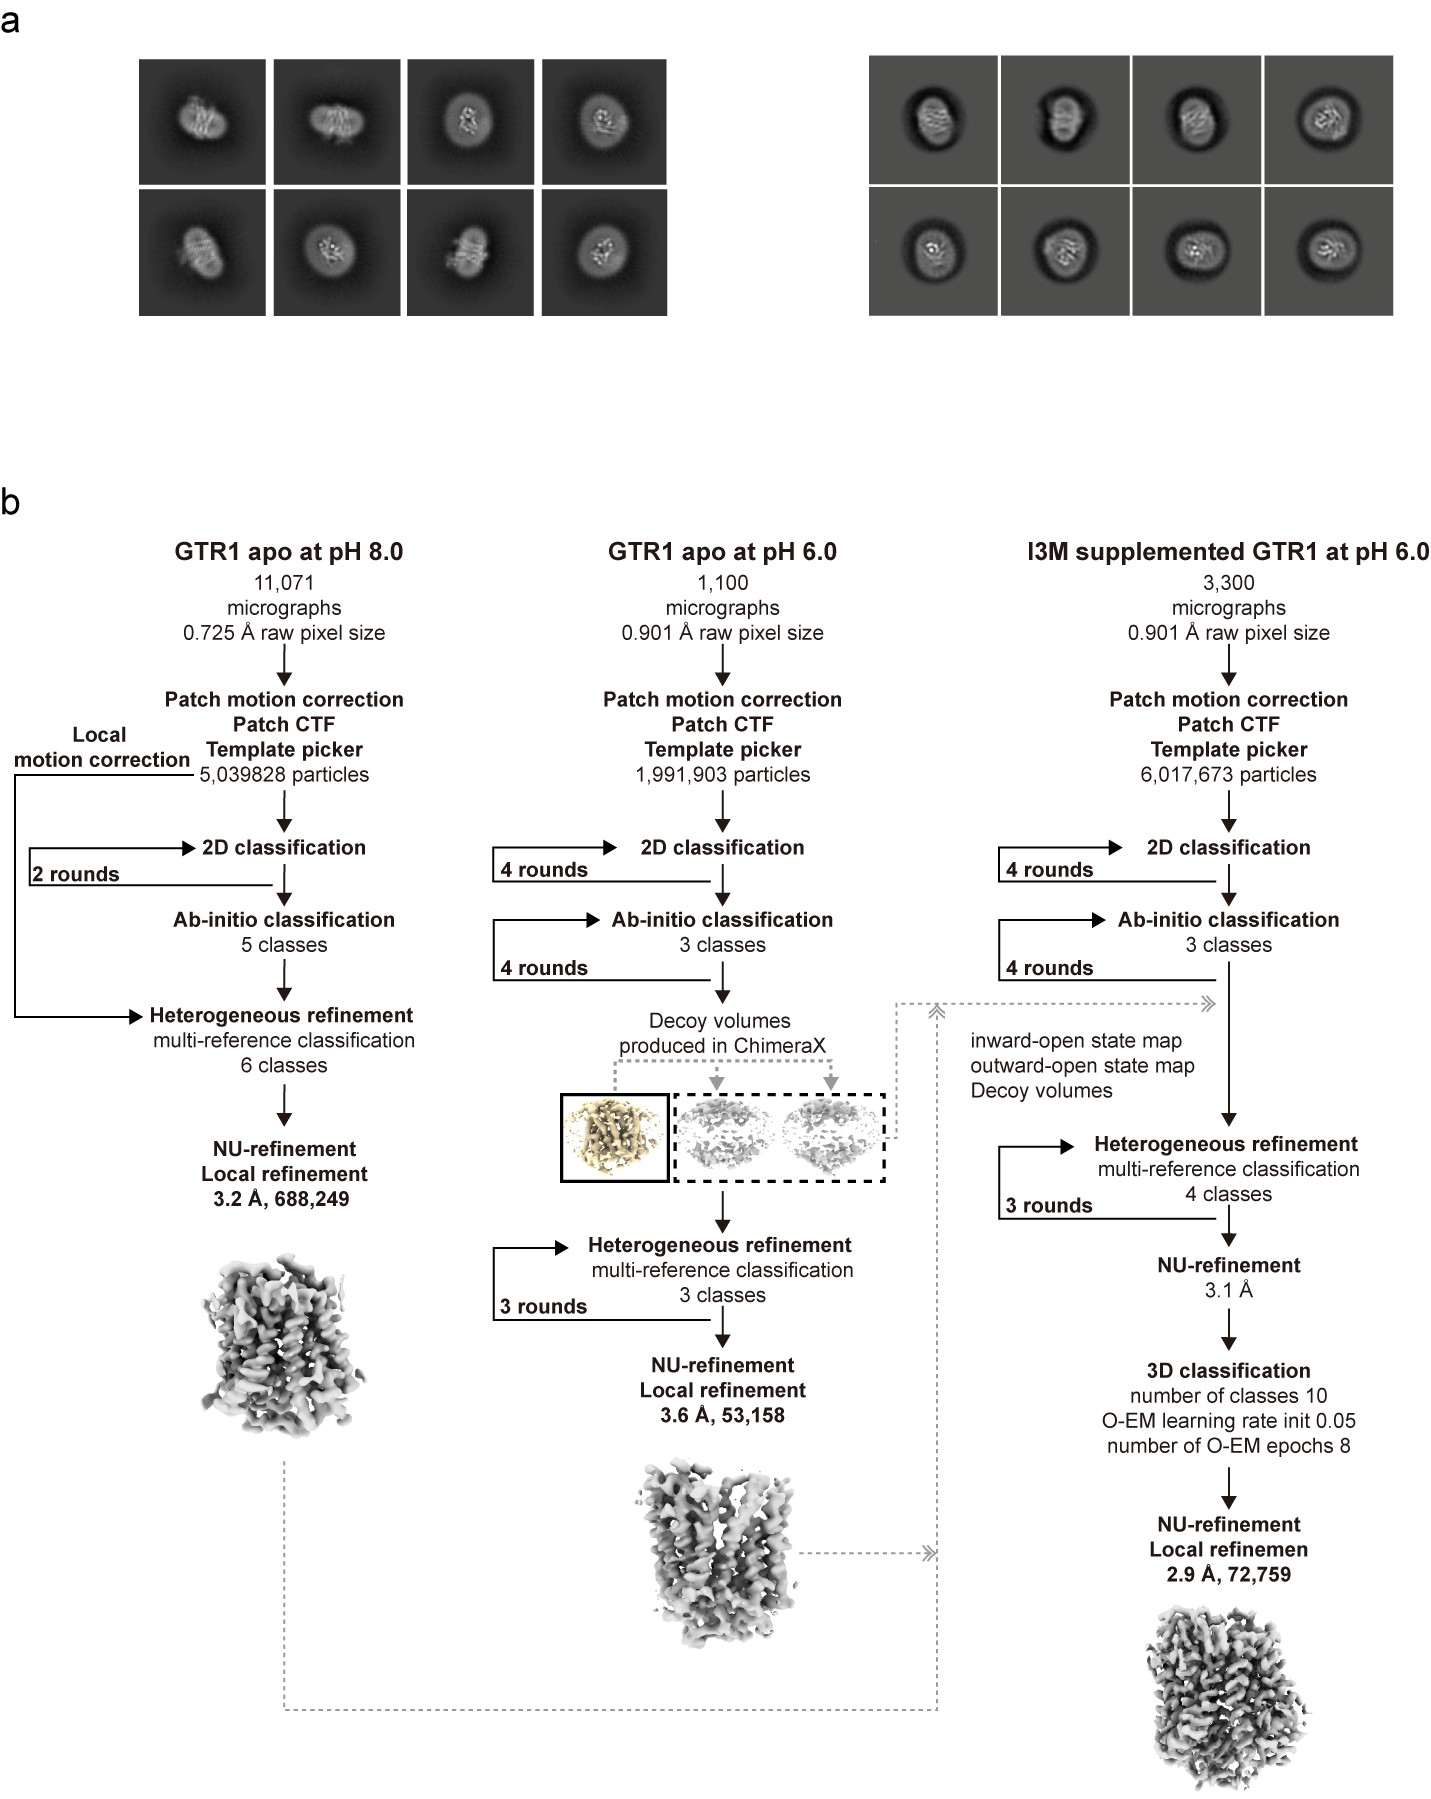 a
b
GTR1 apo at pH 8.0
11,071
micrographs
0.725 Å raw pixel size
Patch motion correction
Patch CTF
Template picker
5,039828 particles
Local
motion correction
2D classification
2 rounds
Ab-initio classification
5 classes
Heterogeneous refinement
multi-reference classification
6 classes
NU-refinement
Local refinement
3.2 Å, 688,249
GTR1 apo at pH 6.0
1,100
micrographs
0.901 Å raw pixel size
Patch motion correction
Patch CTF
Template picker
1,991,903 particles
2D classification
4 rounds
Ab-initio classification
3 classes
4 rounds
Decoy volumes
produced in ChimeraX
Heterogeneous refinement
multi-reference classification
3 classes
3 rounds
NU-refinement
Local refinement
3.6 Å, 53,158
I3M supplemented GTR1 at pH 6.0
3,300
micrographs
0.901 Å raw pixel size
Patch motion correction
Patch CTF
Template picker
6,017,673 particles
2D classification
4 rounds
Ab-initio classification
3 classes
4 rounds
inward-open state map
outward-open state map
Decoy volumes
Heterogeneous refinement
multi-reference classification
4 classes
3 rounds
NU-refinement
3.1 Å
3D classification
number of classes 10
O-EM learning rate init 0.05
number of O-EM epochs 8
NU-refinement
Local refinemen
2.9 Å, 72,759